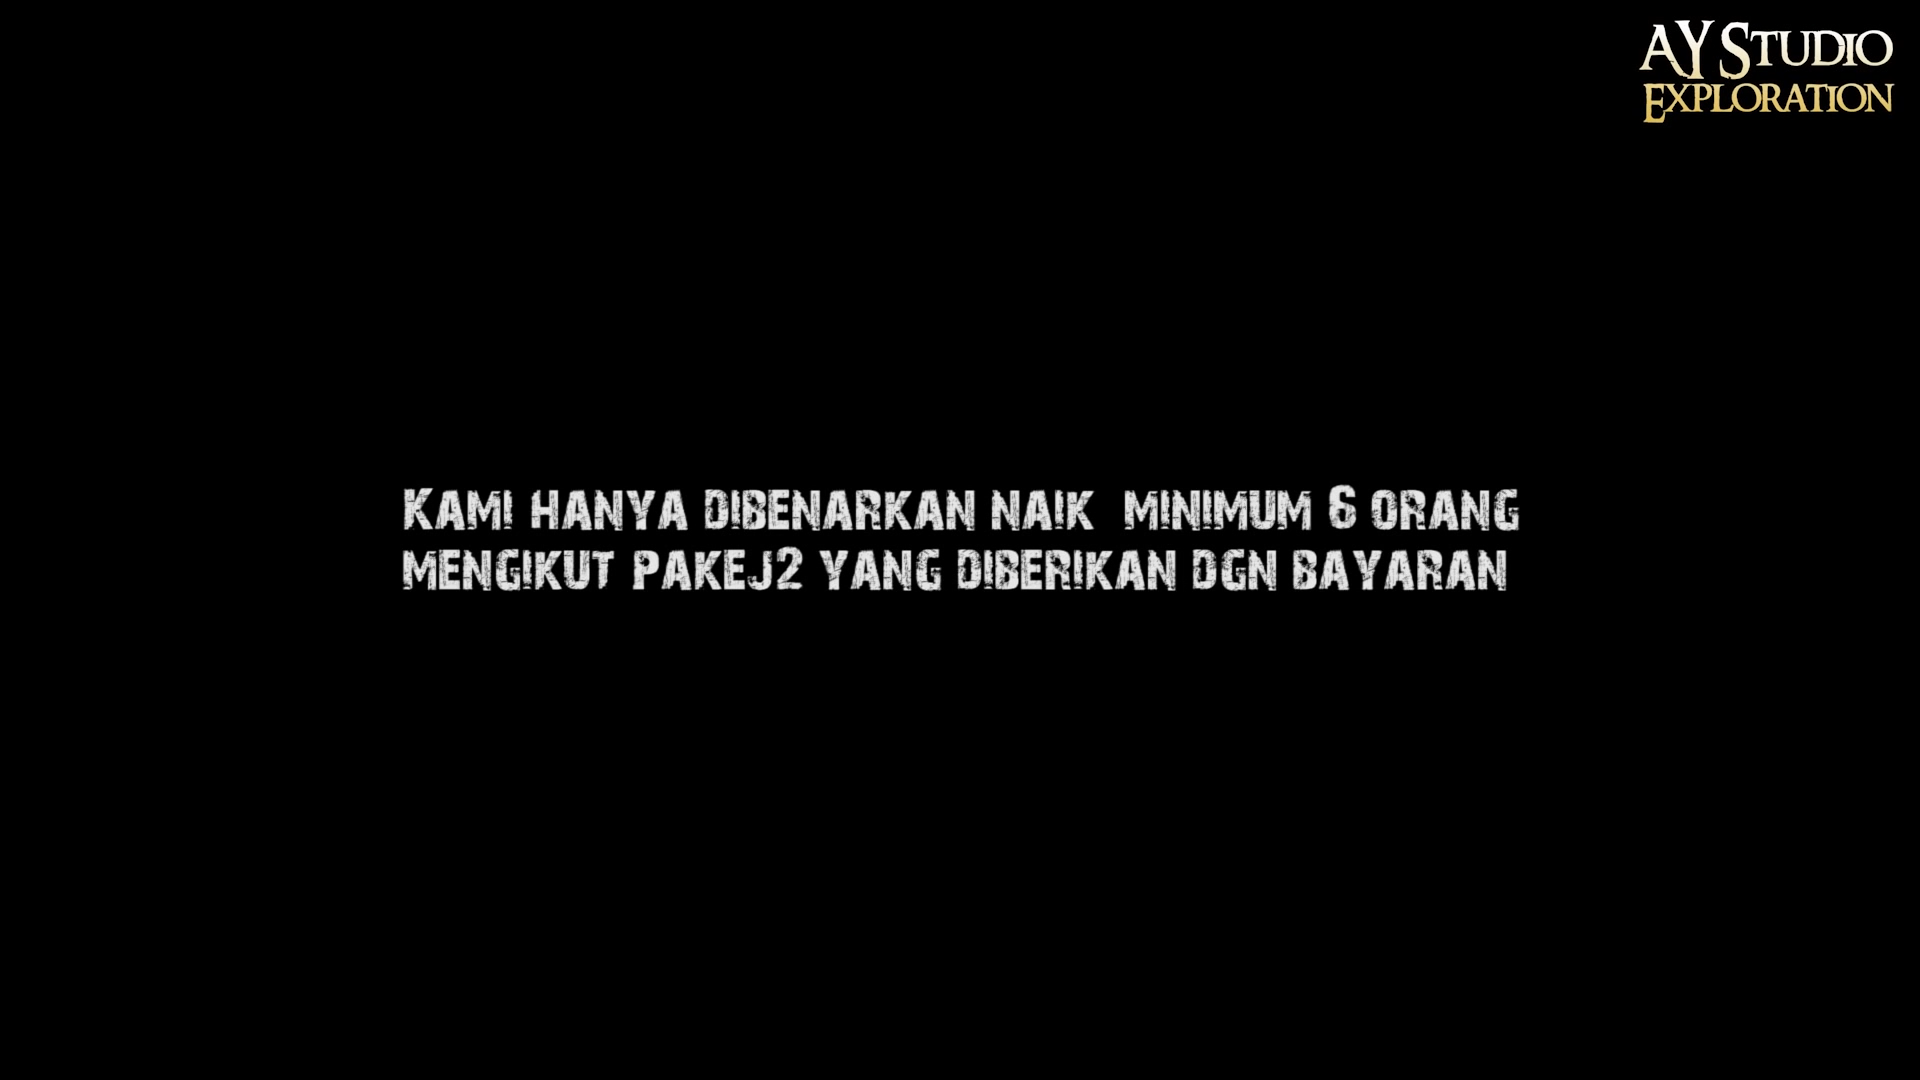 AY STUDIO
EXPLORATION
KAMI HANYA DIBENARKAN NAIK  MINIMUM 6 ORANG
MENGIKUT PAKEJ2 YANG DIBERIKAN DGN BAYARAN